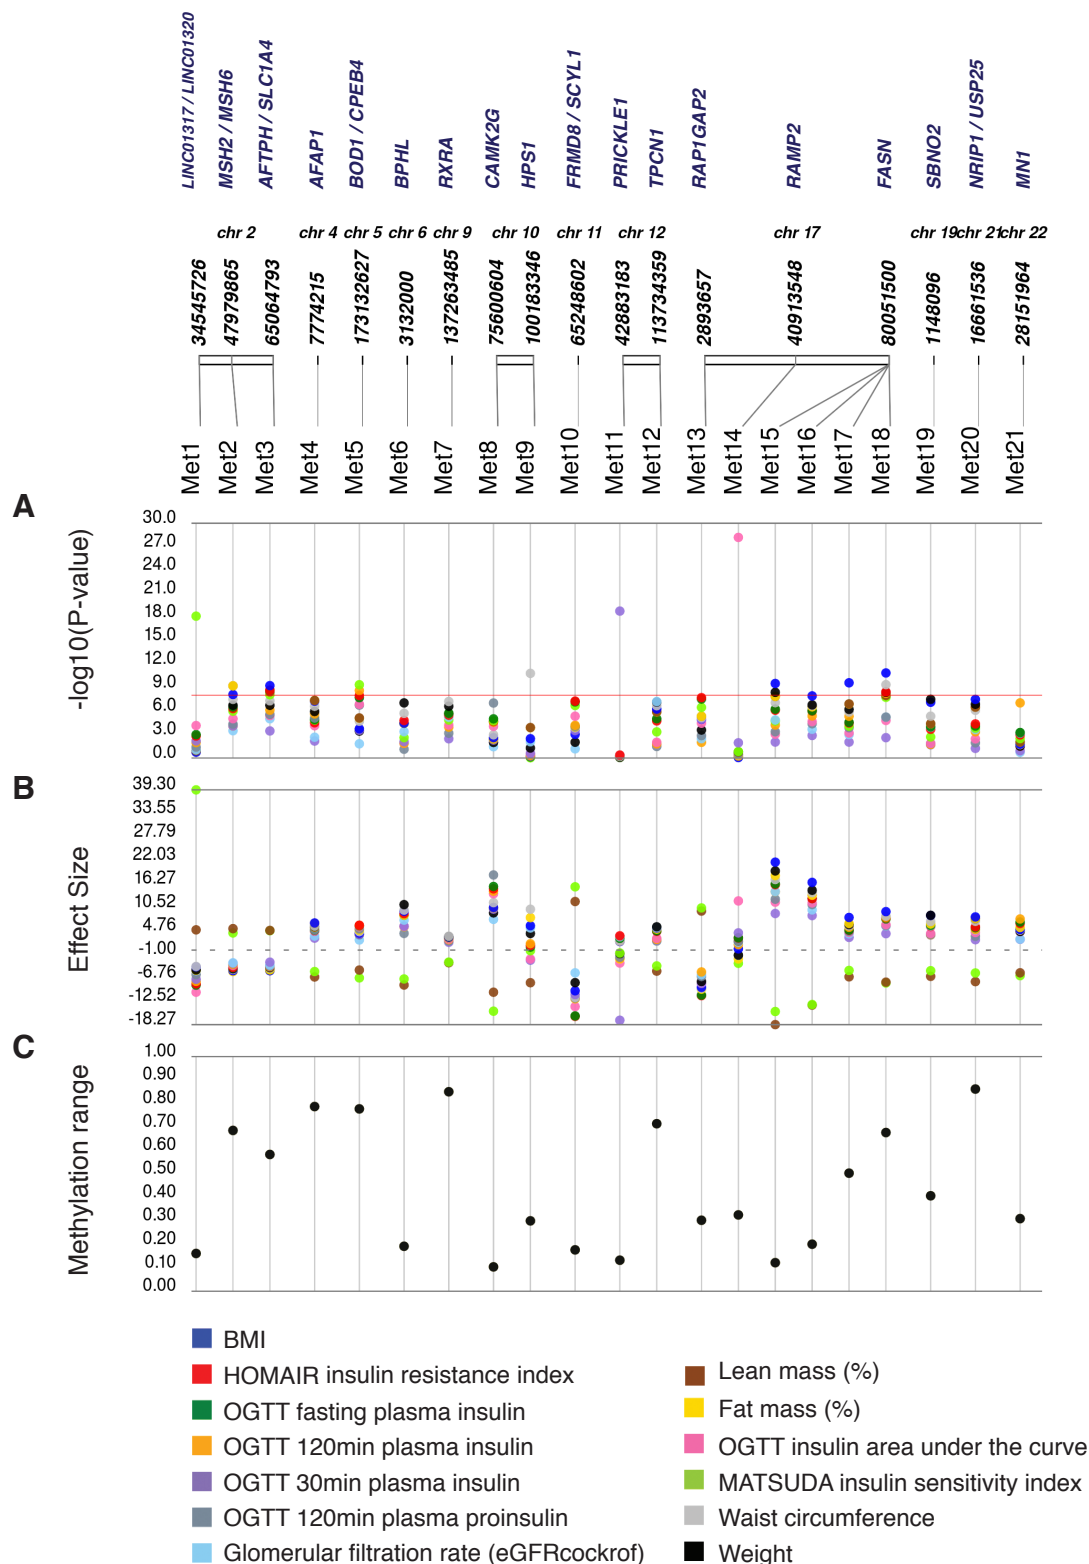 LINC01317 / LINC01320
MSH2 / MSH6
AFTPH / SLC1A4
AFAP1
BOD1 / CPEB4
BPHL
RXRA
CAMK2G
HPS1
FRMD8 / SCYL1
PRICKLE1
TPCN1
RAP1GAP2
RAMP2
FASN
SBNO2
NRIP1 / USP25
MN1
chr 2 chr 4 chr 5 chr 6 chr 9 chr 10 chr 11 chr 12 chr 17 chr 19 chr 21 chr 22
34545726
47979865
65064793
7774215
173132627
3132000
137263485
75600604
100183346
65248602
42883183
113734359
2893657
40913548
80051500
1148096
16661536
28151964
Met1
Met2
Met3
Met4
Met5
Met6
Met7
Met8
Met9
Met10
Met11
Met12
Met13
Met14
Met15
Met16
Met17
Met18
Met19
Met20
Met21
A
-log10(P-value)
30.0
27.0
24.0
21.0
18.0
15.0
12.0
9.0
6.0
3.0
0.0
B
Effect Size
39.30
33.55
27.79
22.03
16.27
10.52
4.76
-1.00
-6.76
-12.52
-18.27
C
Methylation range
1.00
0.90
0.80
0.70
0.60
0.50
0.40
0.30
0.20
0.10
0.00
BMI
HOMAIR insulin resistance index
OGTT fasting plasma insulin
OGTT 120min plasma insulin
OGTT 30min plasma insulin
OGTT 120min plasma proinsulin
Glomerular filtration rate (eGFRcockrof)
Lean mass (%)
Fat mass (%)
OGTT insulin area under the curve
MATSUDA insulin sensitivity index
Waist circumference
Weight